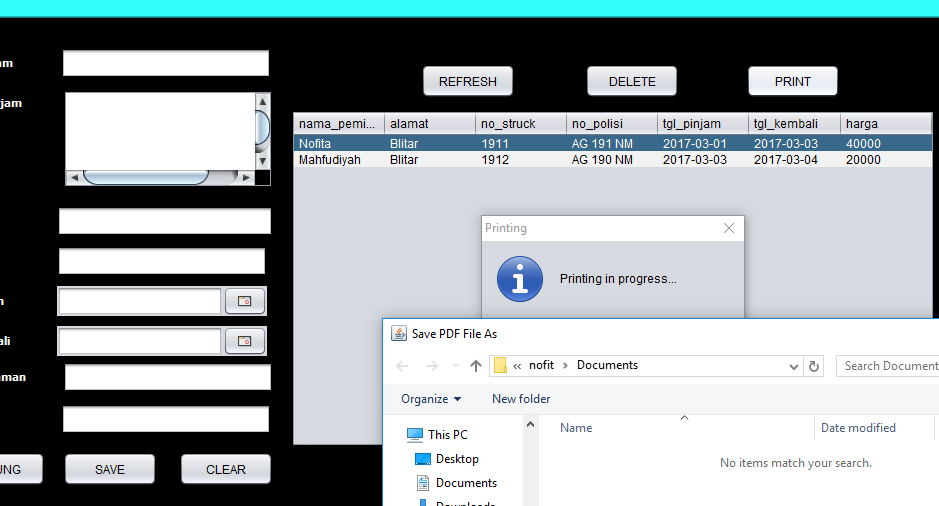 am
jam
n
ali
aman
UNG
SAVE
CLEAR
REFRESH
DELETE
PRINT
nama_pemi...
alamat
no_struck
no_polisi
tgl_pinjam
tgl_kembali
harga
Nofita
Blitar
1911
AG 191 NM
2017-03-01
2017-03-03
40000
Mahfudiyah
Blitar
1912
AG 190 NM
2017-03-03
2017-03-04
20000
Printing
Printing in progress...
Save PDF File As
« nofit > Documents
Search Document
Organize
New folder
This PC
Desktop
Documents
Downloads
Name
Date modified
No items match your search.